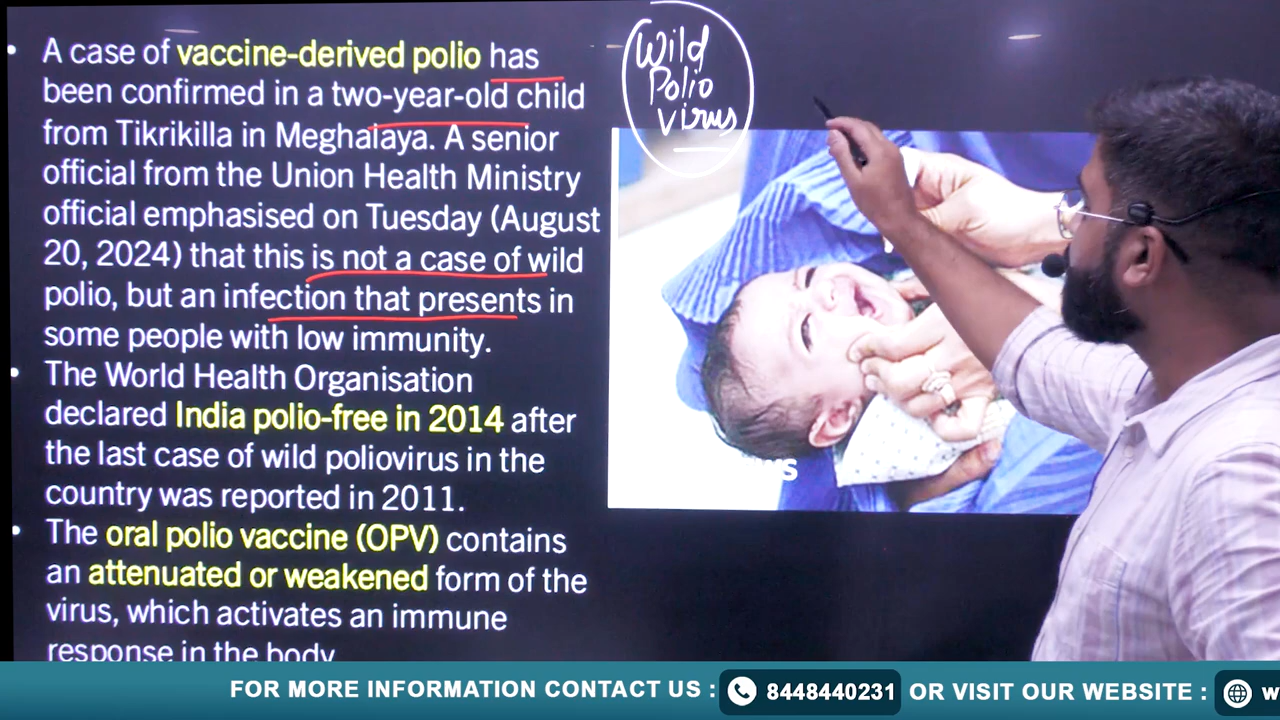 • A case of vaccine-derived polio has
been confirmed in a two-year-old child
from Tikrikilla in Meghalaya. A senior
official from the Union Health Ministry
official emphasised on Tuesday (August
20, 2024) that this is not a case of wild
polio, but an infection that presents in
some people with low immunity.
• The World Health Organisation
declared India polio-free in 2014 after
the last case of wild poliovirus in the
country was reported in 2011.
• The oral polio vaccine (OPV) contains
an attenuated or weakened form of the
virus, which activates an immune
response in the body.
Wild
Polio
Virus
FOR MORE INFORMATION CONTACT US : 8448440231 OR VISIT OUR WEBSITE :